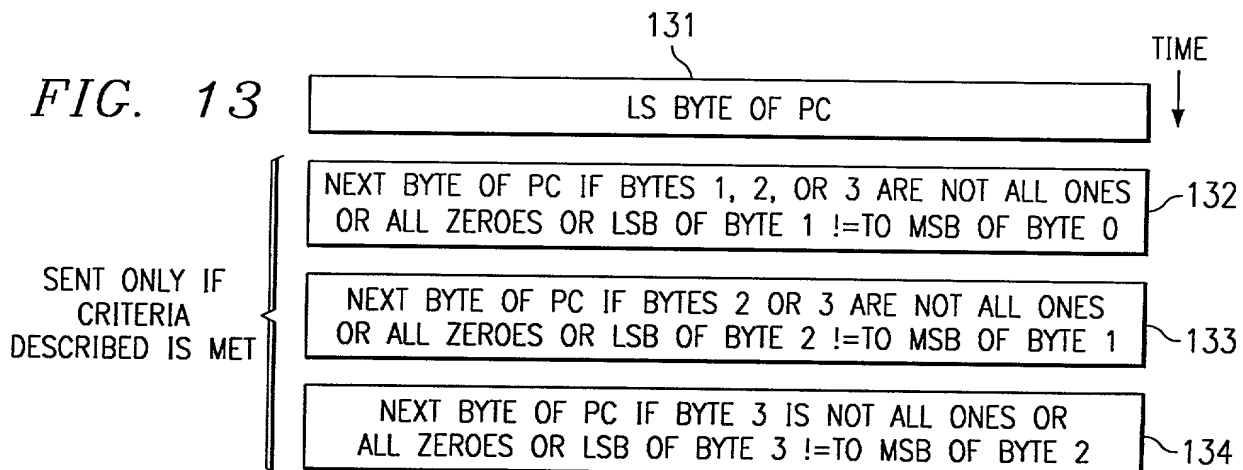 131
TIME
FIG. 13
LS BYTE OF PC
NEXT BYTE OF PC IF BYTES 1, 2, OR 3 ARE NOT ALL ONES
OR ALL ZEROES OR LSB OF BYTE 1 !=TO MSB OF BYTE 0
132
SENT ONLY IF
CRITERIA
DESCRIBED IS MET
NEXT BYTE OF PC IF BYTES 2 OR 3 ARE NOT ALL ONES
OR ALL ZEROES OR LSB OF BYTE 2 !=TO MSB OF BYTE 1
133
NEXT BYTE OF PC IF BYTE 3 IS NOT ALL ONES OR
ALL ZEROES OR LSB OF BYTE 3 !=TO MSB OF BYTE 2
134